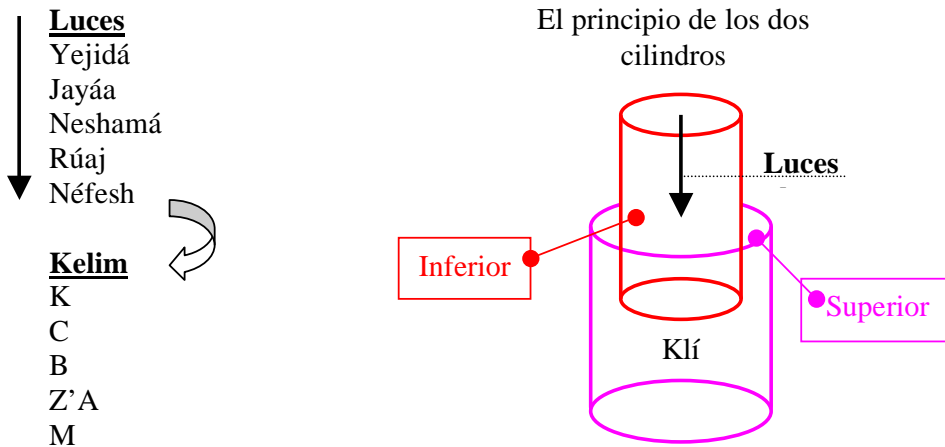 Luces
Yejidá
Jayáa
Neshamá
Rúaj
Néfesh
Kelim
K
C
B
Z’A
M
El principio de los dos
cilindros
Luces
Inferior
Superior
Klí